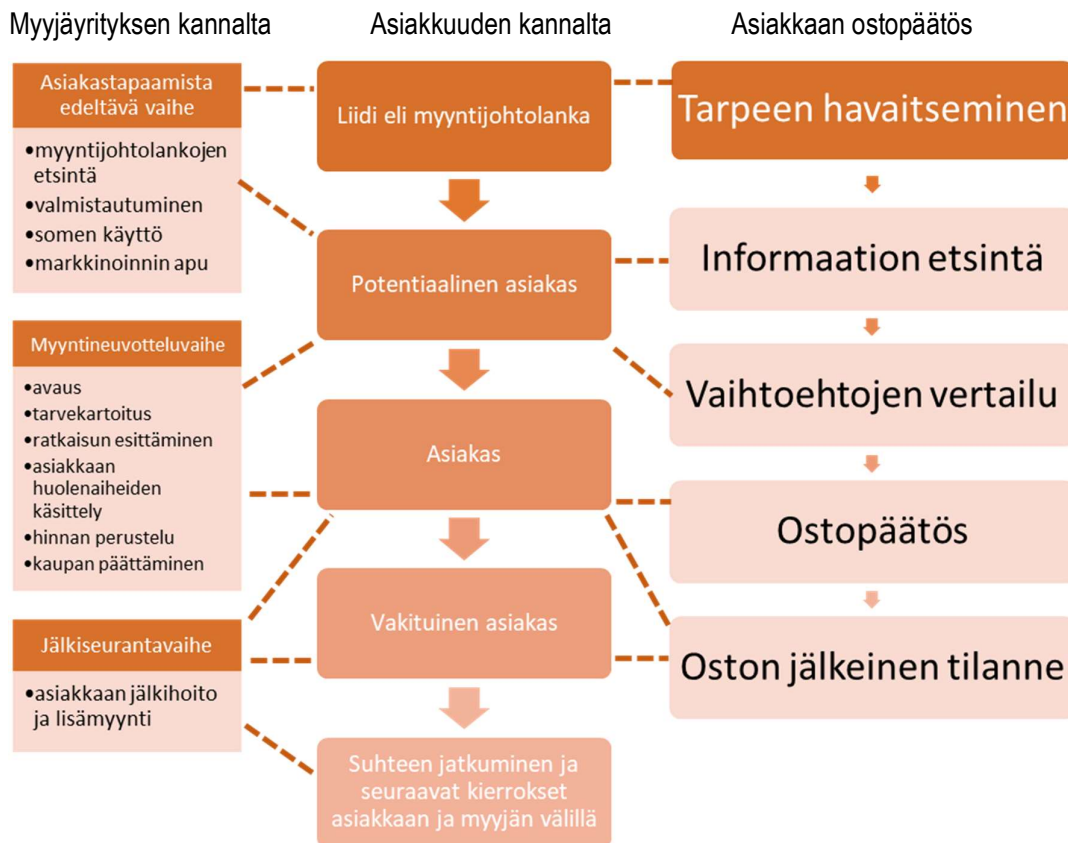 Myyjäyrityksen kannalta
Asiakastapaamista
edeltävä vaihe
•myyntijohtolankojen
etsintä
•valmistautuminen
•somen käyttö
•markkinoinnin apu
Myyntineuvotteluvaihe
•avaus
•tarvekartoitus
•ratkaisun esittäminen
•asiakkaan
huolenaiheiden
käsittely
•hinnan perustelu
•kaupan päättäminen
Jälkiseurantavaihe
•asiakkaan jälkihoito
ja lisämyynti
Asiakkuuden kannalta
Liidi eli myyntijohtolanka
Potentiaalinen asiakas
Asiakas
Vakituinen asiakas
Suhteen jatkuminen ja
seuraavat kierrokset
asiakkaan ja myyjän välillä
Asiakkaan ostopäätös
Tarpeen havaitseminen
Informaation etsintä
Vaihtoehtojen vertailu
Ostopäätös
Oston jälkeinen tilanne